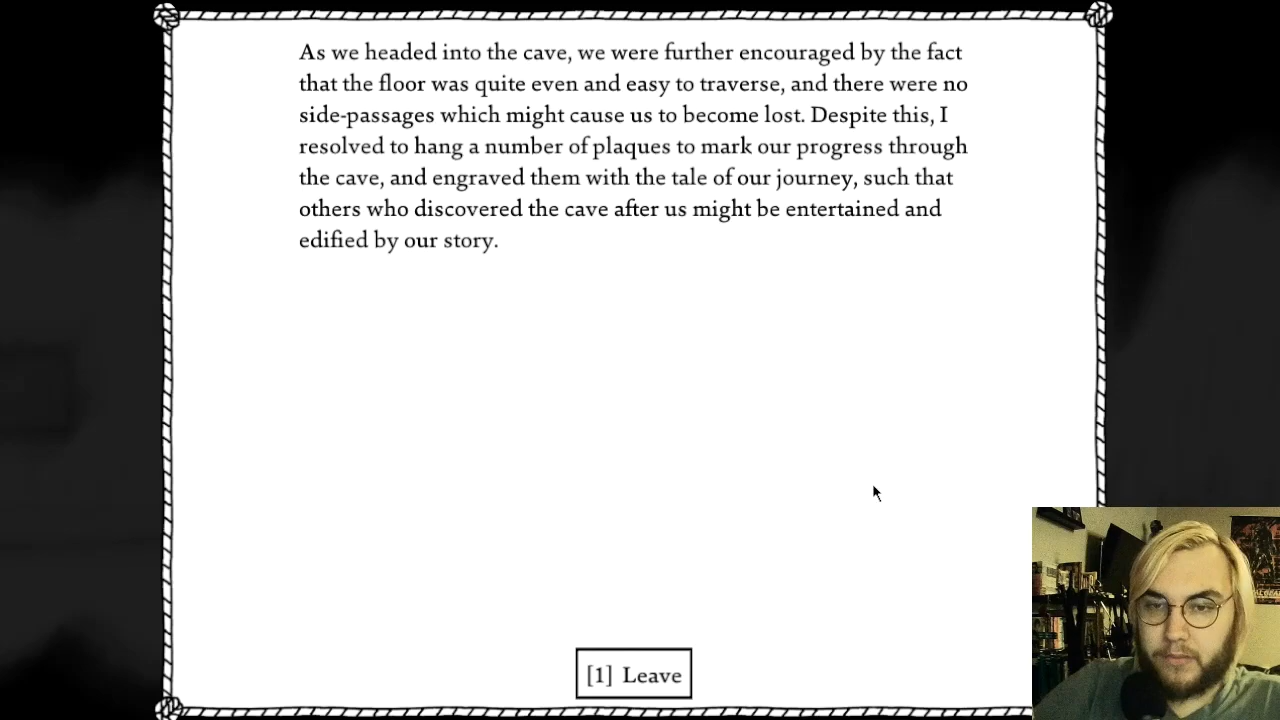 As we headed into the cave, we were further encouraged by the fact
that the floor was quite even and easy to traverse, and there were no
side-passages which might cause us to become lost. Despite this, I
resolved to hang a number of plaques to mark our progress through
the cave, and engraved them with the tale of our journey, such that
others who discovered the cave after us might be entertained and
edified by our story.
[1] Leave